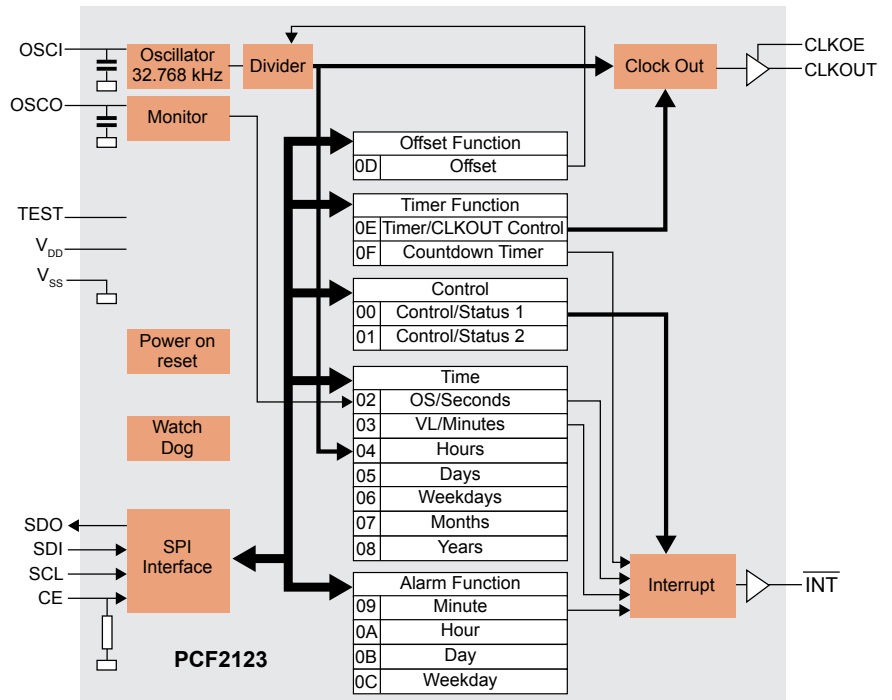 OSCI
Oscillator
32.768 kHz
Divider
Clock Out
CLKOE
CLKOUT
OSCO
Monitor
Offset Function
0D Offset
TEST
VDD
VSS
Timer Function
0E Timer/CLKOUT Control
0F Countdown Timer
Control
00 Control/Status 1
01 Control/Status 2
Power on
reset
Time
02 OS/Seconds
03 VL/Minutes
04 Hours
05 Days
06 Weekdays
07 Months
08 Years
Watch
Dog
SDO
SDI
SCL
CE
SPI
Interface
Alarm Function
09 Minute
0A Hour
0B Day
0C Weekday
Interrupt
INT
PCF2123